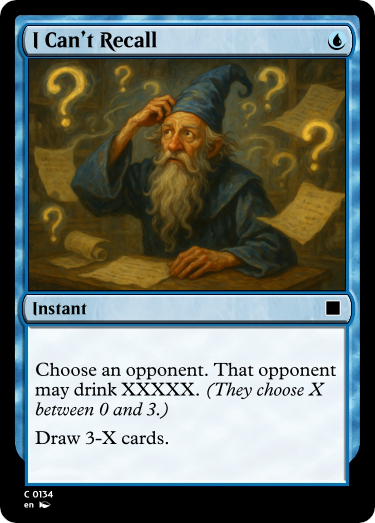 I Can't Recall
Instant
Choose an opponent. That opponent
may drink XXXXX. (They choose X
between 0 and 3.)
Draw 3-X cards.
C 0134
en